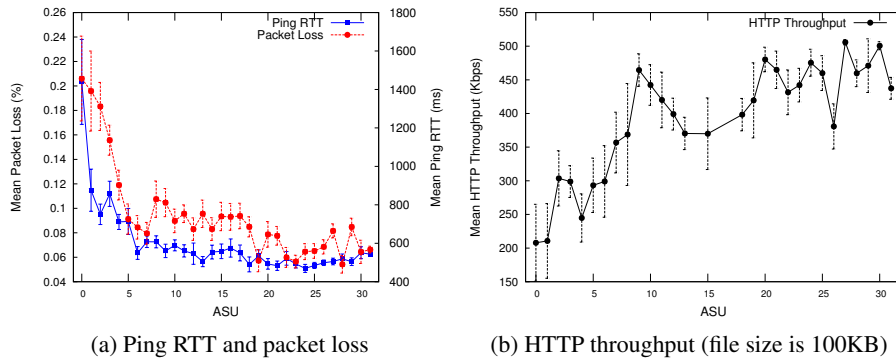 Ping RTT
Packet Loss
0.26
0.24
0.22
0.2
0.18
0.16
0.14
0.12
0.1
0.08
0.06
0.04
Mean Packet Loss (%)
1800
1600
1400
1200
1000
800
600
400
Mean Ping RTT (ms)
0 5 10 15 20 25 30
ASU
(a) Ping RTT and packet loss
HTTP Throughput
550
500
450
400
350
300
250
200
150
Mean HTTP Throughput (Kbps)
0 5 10 15 20 25 30
ASU
(b) HTTP throughput (file size is 100KB)